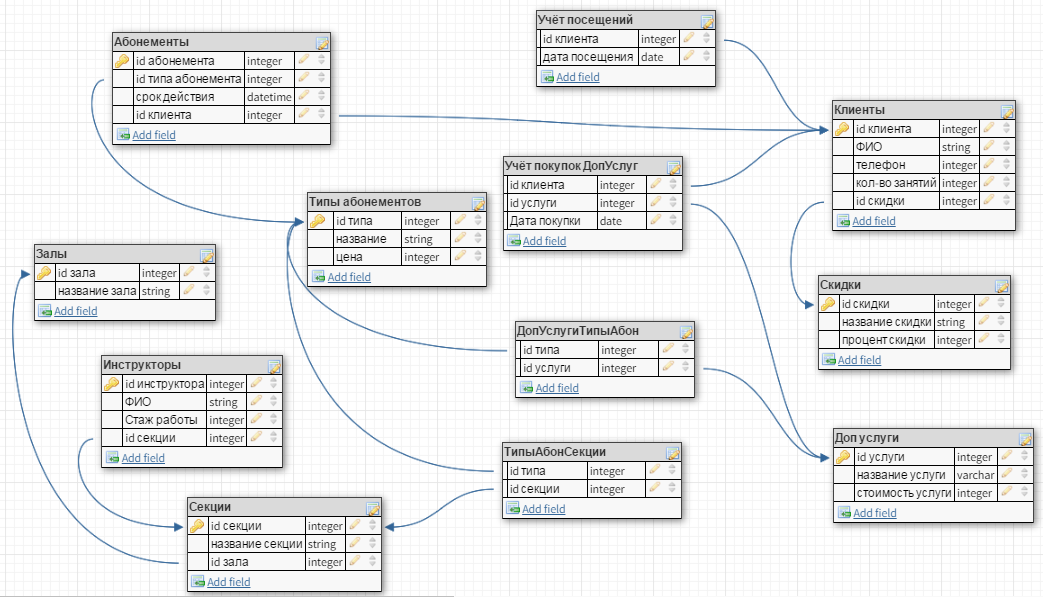 Абонементы
id абонемента integer
id типа абонемента integer
срок действия datetime
id клиента integer
Add field
Учёт посещений
id клиента integer
дата посещения date
Add field
Клиенты
id клиента integer
ФИО string
телефон integer
кол-во занятий integer
id скидки integer
Add field
Учёт покупок ДопУслуг
id клиента integer
id услуги integer
Дата покупки date
Add field
Типы абонементов
id типа integer
название string
цена integer
Add field
Залы
id зала integer
название зала string
Add field
Скидки
id скидки integer
название скидки string
процент скидки integer
Add field
ДопУслугиТипыАбон
id типа integer
id услуги integer
Add field
Инструкторы
id инструктора integer
ФИО string
Стаж работы integer
id секции integer
Add field
Доп услуги
id услуги integer
название услуги varchar
стоимость услуги integer
Add field
ТипыАбонСекции
id типа integer
id секции integer
Add field
Секции
id секции integer
название секции string
id зала integer
Add field